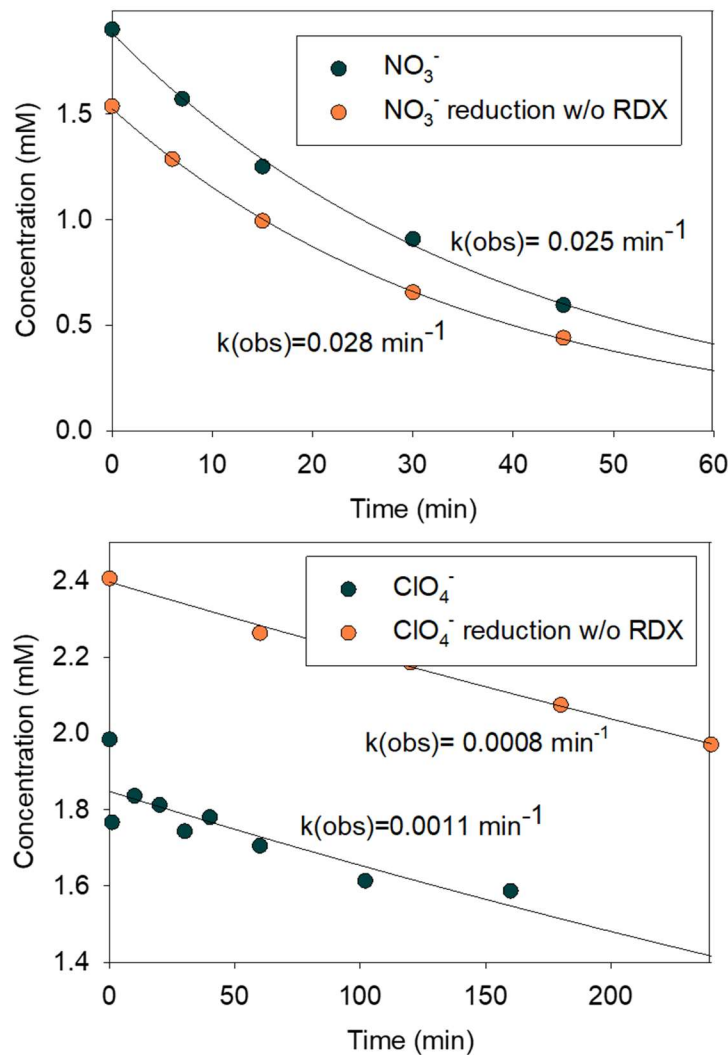 NO₃⁻
NO₃⁻ reduction w/o RDX
Concentration (mM)
1.5
1.0
0.5
0.0
k(obs)= 0.025 min⁻¹
k(obs)=0.028 min⁻¹
0 10 20 30 40 50 60
Time (min)
ClO₄⁻
ClO₄⁻ reduction w/o RDX
Concentration (mM)
2.4
2.2
2.0
1.8
1.6
1.4
k(obs)= 0.0008 min⁻¹
k(obs)=0.0011 min⁻¹
0 50 100 150 200
Time (min)